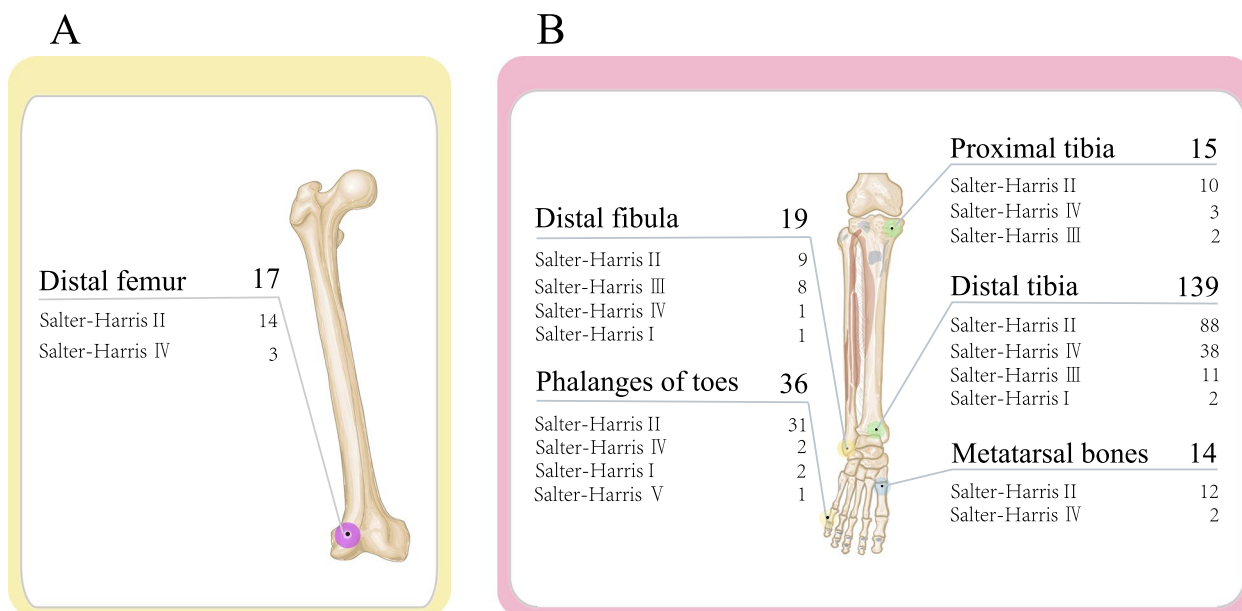 A
Distal femur 17
Salter-Harris II 14
Salter-Harris Ⅳ 3
B
Distal fibula 19
Salter-Harris II 9
Salter-Harris Ⅲ 8
Salter-Harris Ⅳ 1
Salter-Harris I 1
Phalanges of toes 36
Salter-Harris II 31
Salter-Harris Ⅳ 2
Salter-Harris I 2
Salter-Harris Ⅴ 1
Proximal tibia 15
Salter-Harris II 10
Salter-Harris Ⅳ 3
Salter-Harris Ⅲ 2
Distal tibia 139
Salter-Harris II 88
Salter-Harris Ⅳ 38
Salter-Harris Ⅲ 11
Salter-Harris I 2
Metatarsal bones 14
Salter-Harris II 12
Salter-Harris Ⅳ 2